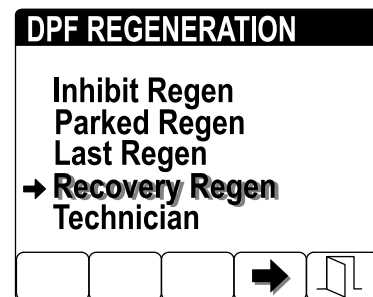 DPF REGENERATION
Inhibit Regen
Parked Regen
Last Regen
Recovery Regen
Technician